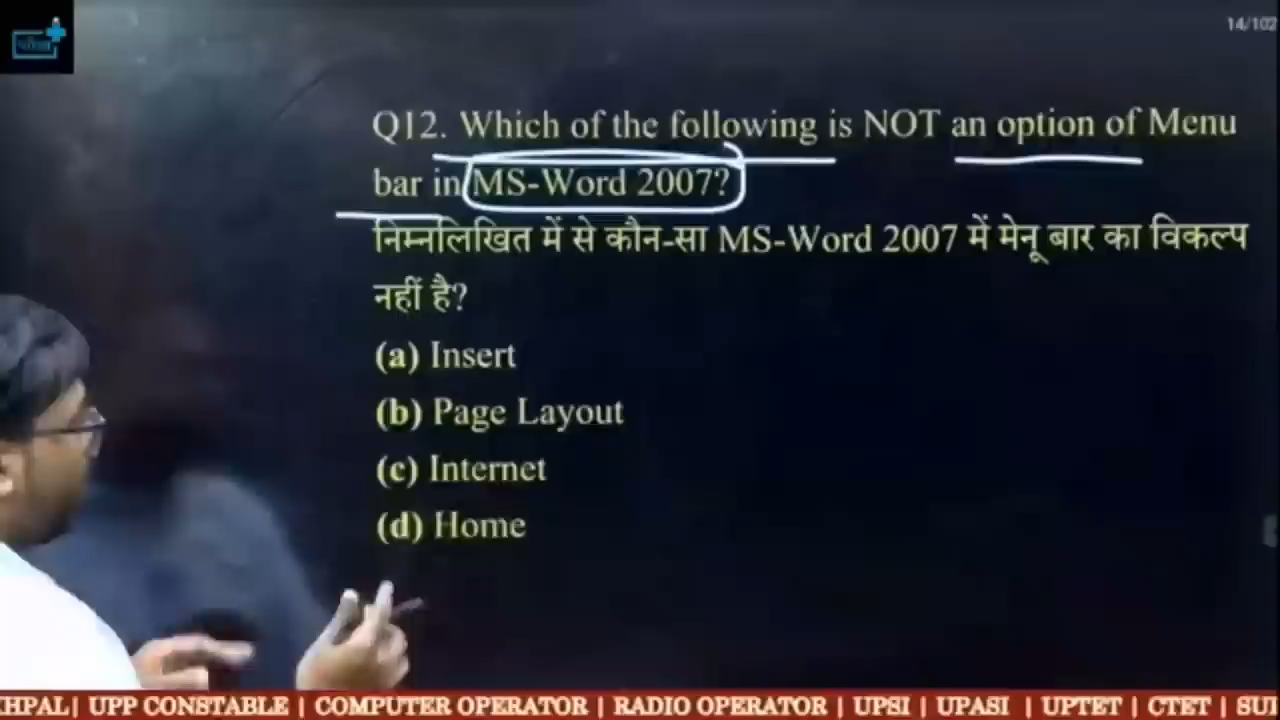 14/102
Q12. Which of the following is NOT an option of Menu
bar in MS-Word 2007?
निम्नलिखित में से कौन-सा MS-Word 2007 में मेनू बार का विकल्प
नहीं है?
(a) Insert
(b) Page Layout
(c) Internet
(d) Home
KHPAL| UPP CONSTABLE | COMPUTER OPERATOR | RADIO OPERATOR | UPSI | UPASI | UPTET | CTET |